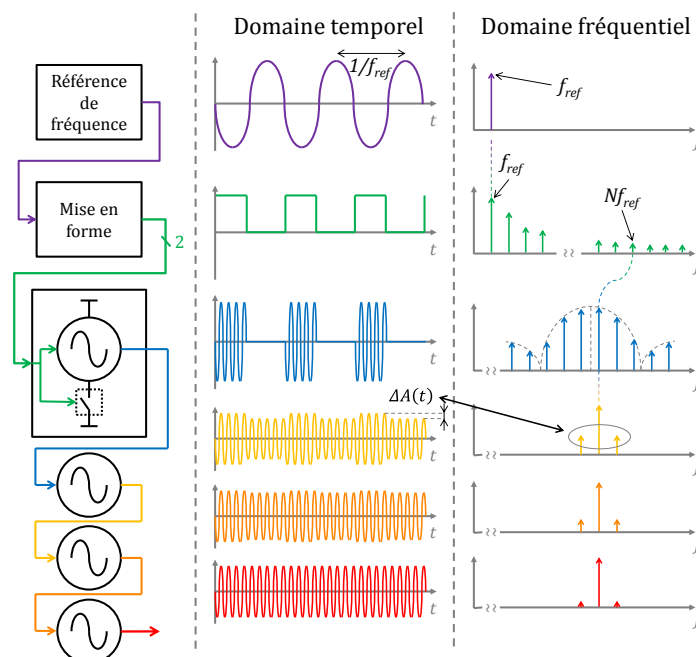 Domaine temporel
Domaine fréquentiel
Référence
de
fréquence
1/f_ref
t
f_ref
f
Mise en
forme
2
t
f_ref
Nf_ref
f
t
f
ΔA(t)
t
f
t
f
t
f